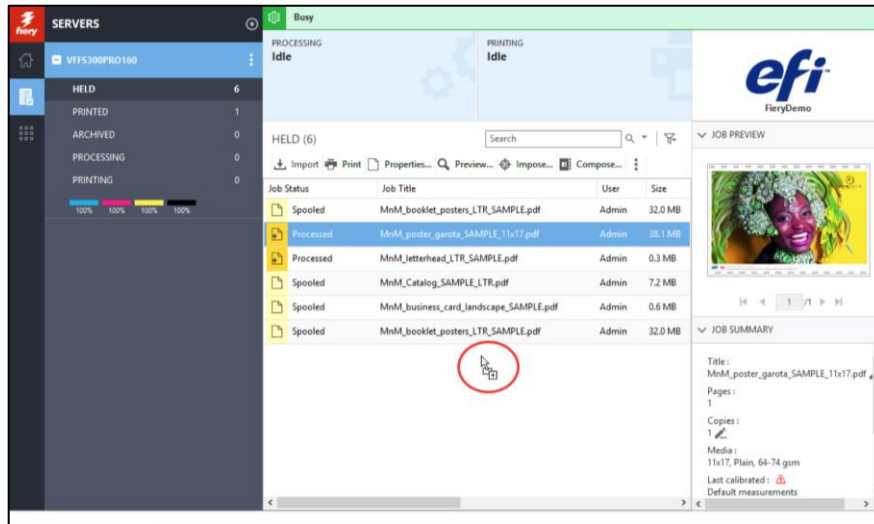 fiery
SERVERS
VFFS300PRO160
HELD 6
PRINTED 1
ARCHIVED 0
PROCESSING 0
PRINTING 0
100% 100% 100% 100%
Busy
PROCESSING
Idle
PRINTING
Idle
HELD (6)
Search
Import Print Properties... Preview... Impose... Compose...
Job Status Job Title User Size
Spooled MnM_booklet_posters_LTR_SAMPLE.pdf Admin 32.0 MB
Processed MnM_poster_garota_SAMPLE_11x17.pdf Admin 38.1 MB
Processed MnM_letterhead_LTR_SAMPLE.pdf Admin 0.3 MB
Spooled MnM_Catalog_SAMPLE_LTR.pdf Admin 7.2 MB
Spooled MnM_business_card_landscape_SAMPLE.pdf Admin 0.6 MB
Spooled MnM_booklet_posters_LTR_SAMPLE.pdf Admin 32.0 MB
efi
FieryDemo
JOB PREVIEW
1 /1
JOB SUMMARY
Title :
MnM_poster_garota_SAMPLE_11x17.pdf
Pages :
1
Copies :
1
Media :
11x17, Plain, 64-74 gsm
Last calibrated :
Default measurements